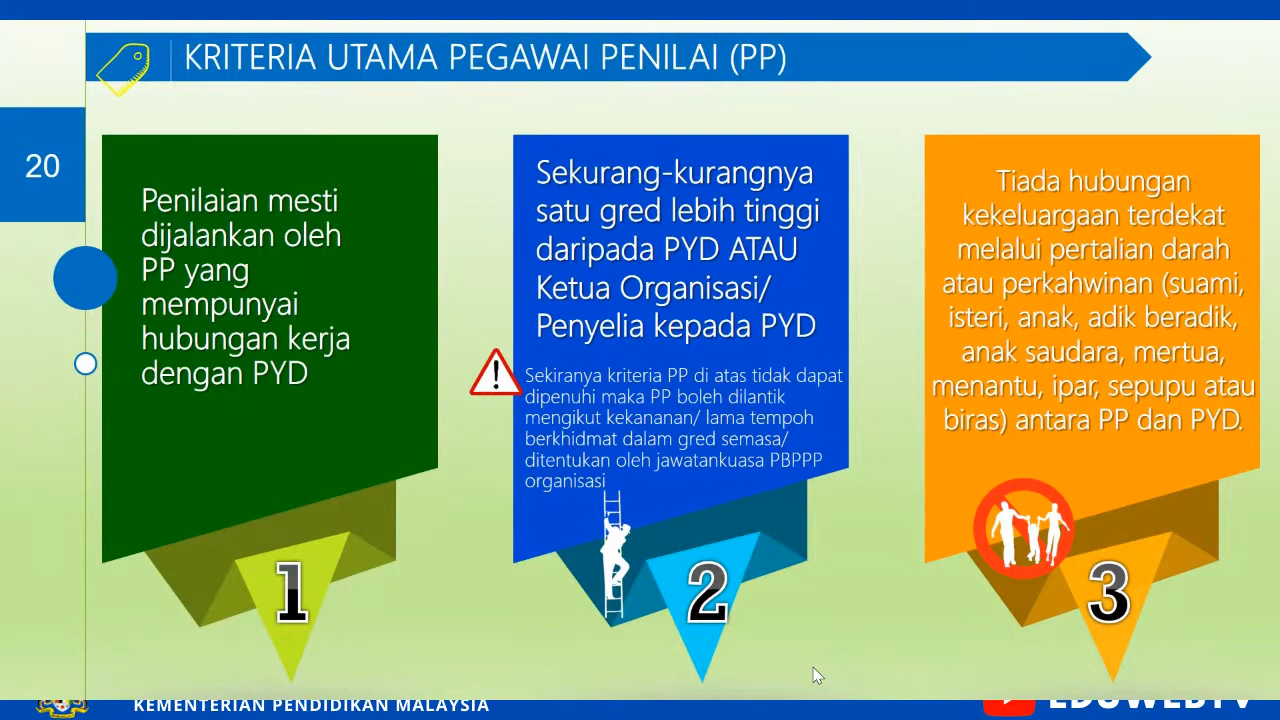 KRITERIA UTAMA PEGAWAI PENILAI (PP)
20
Penilaian mesti
dijalankan oleh
PP yang
mempunyai
hubungan kerja
dengan PYD
1
Sekurang-kurangnya
satu gred lebih tinggi
daripada PYD ATAU
Ketua Organisasi/
Penyelia kepada PYD
Sekiranya kriteria PP di atas tidak dapat
dipenuhi maka PP boleh dilantik
mengikut kekananan/ lama tempoh
berkhidmat dalam gred semasa/
ditentukan oleh jawatankuasa PBPPP
organisasi
2
Tiada hubungan
kekeluargaan terdekat
melalui pertalian darah
atau perkahwinan (suami,
isteri, anak, adik beradik,
anak saudara, mertua,
menantu, ipar, sepupu atau
biras) antara PP dan PYD.
3
KEMENTERIAN PENDIDIKAN MALAYSIA
EDUWEBTV